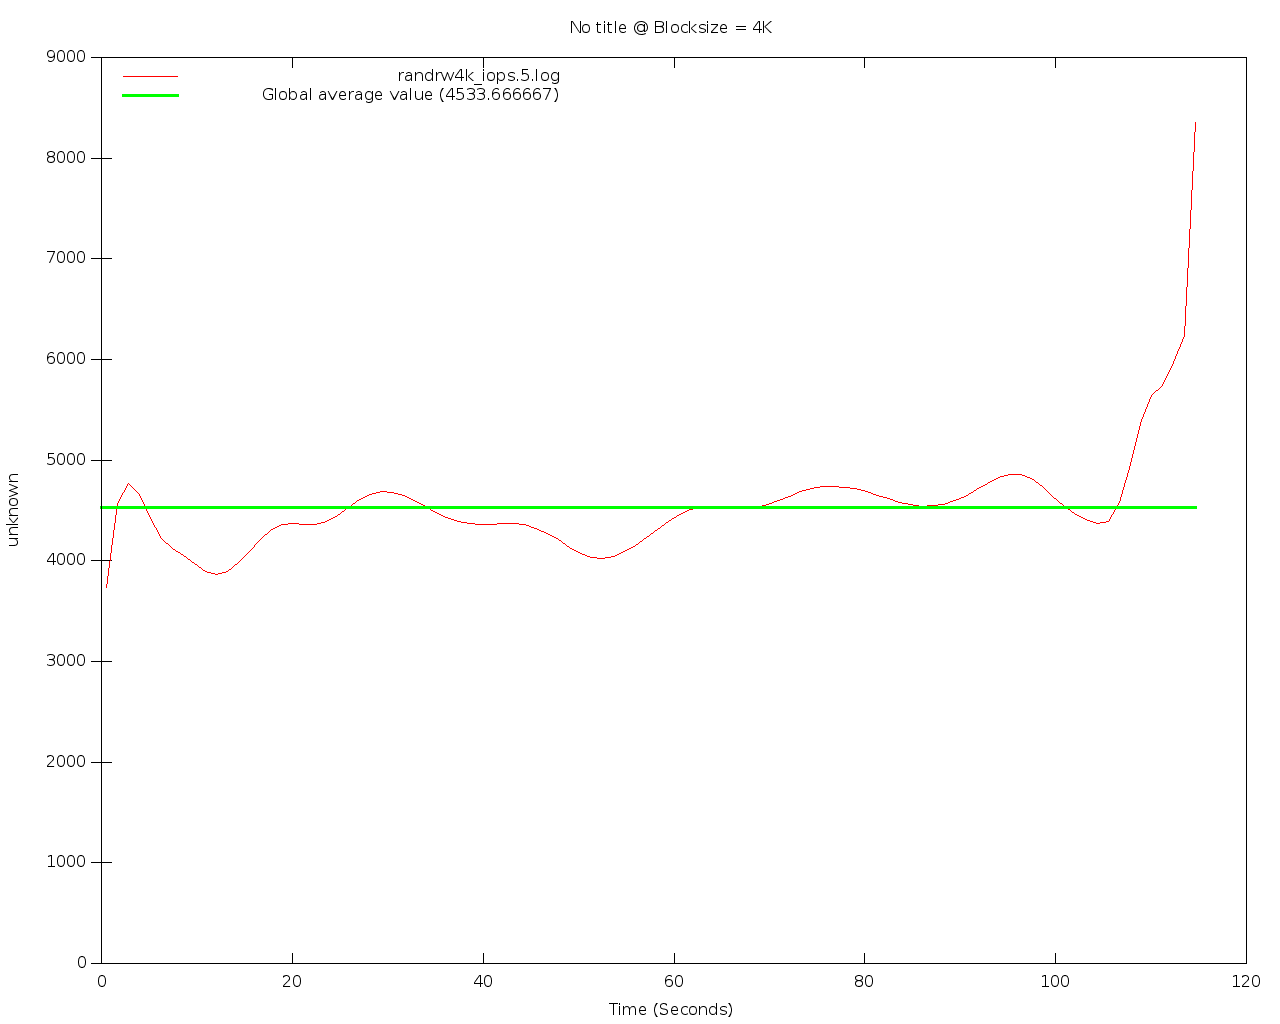 No title @ Blocksize = 4K
randrw4k_iops.5.log
Global average value (4533.666667)
9000
8000
7000
6000
5000
4000
3000
2000
1000
0
unknown
0 20 40 60 80 100 120
Time (Seconds)